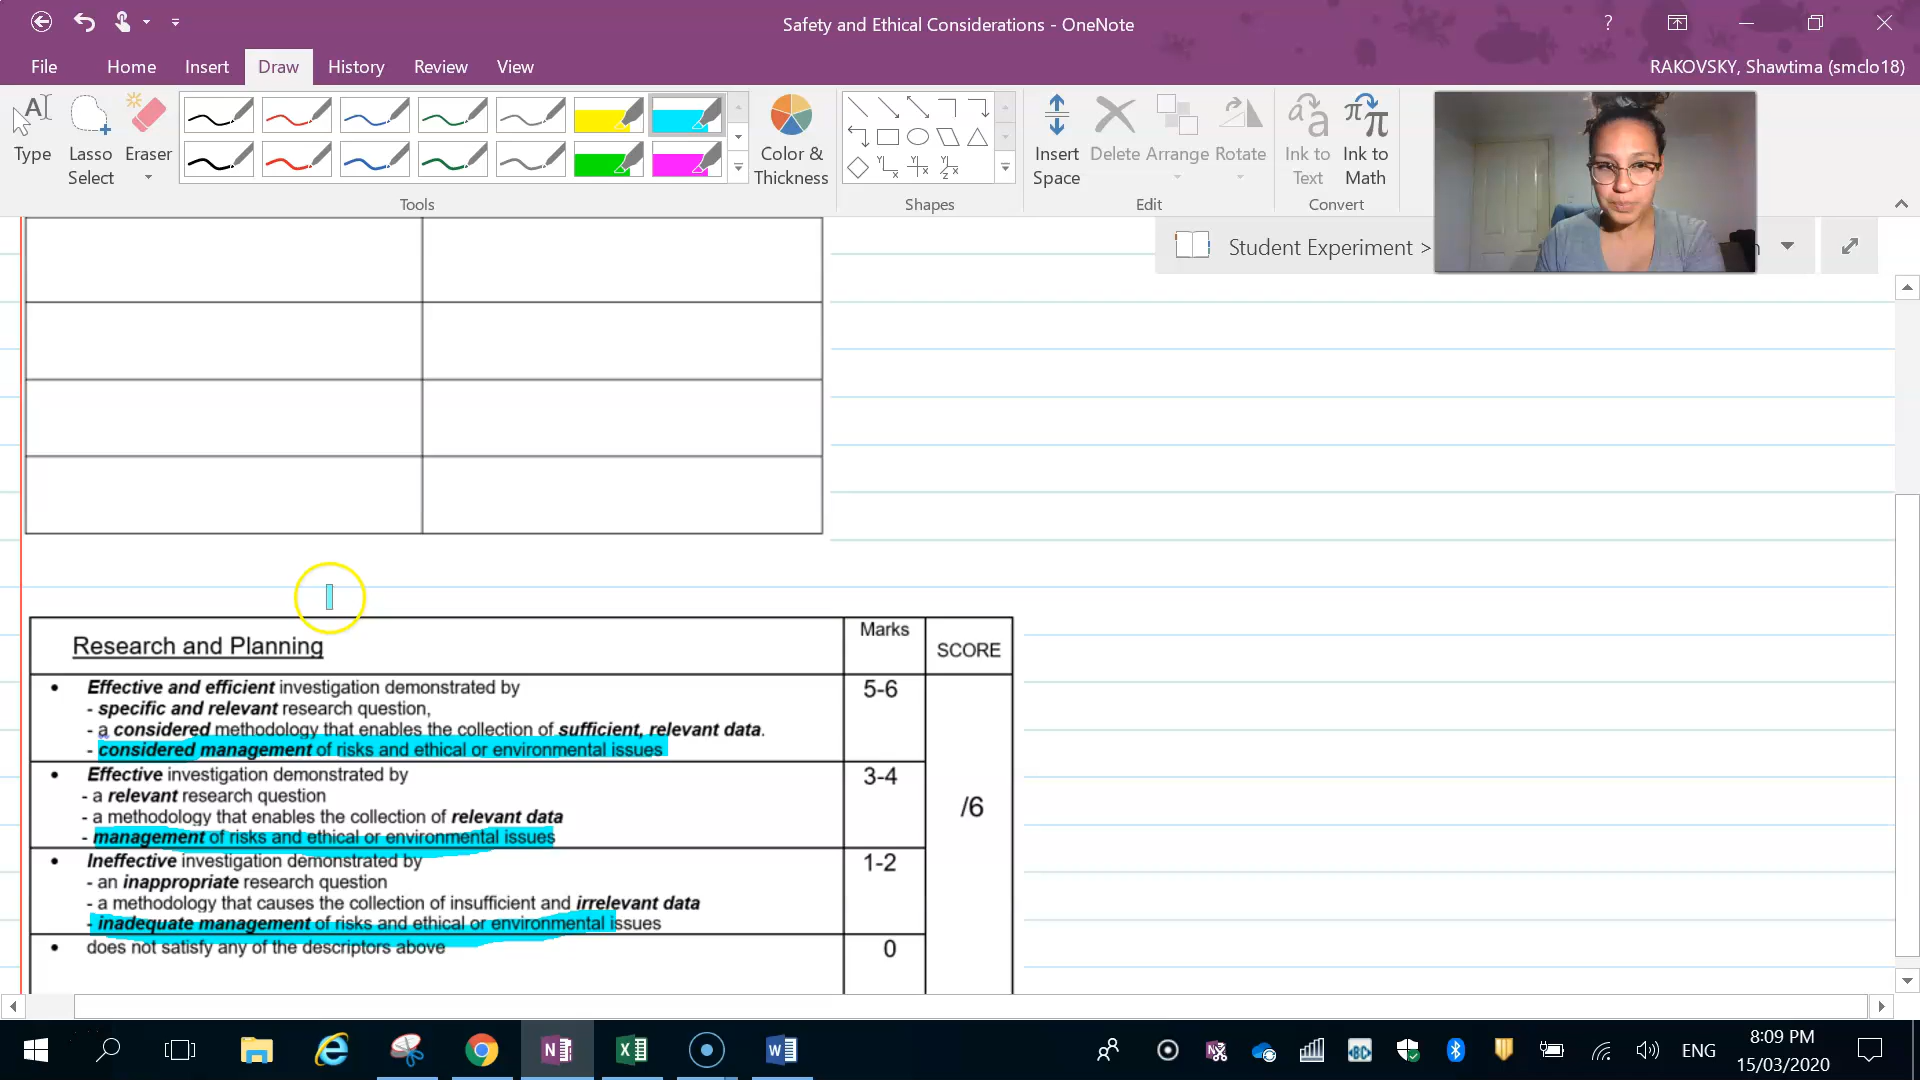 Safety and Ethical Considerations - OneNote
?
File Home Insert Draw History Review View
RAKOVSKY, Shawtima (smclo18)
Type
Lasso Select
Eraser
Color & Thickness
Insert Space
Delete Arrange Rotate
Ink to Text
Ink to Math
Tools
Shapes
Edit
Convert
Student Experiment >
Research and Planning
Marks
SCORE
• Effective and efficient investigation demonstrated by
- specific and relevant research question,
- a considered methodology that enables the collection of sufficient, relevant data.
- considered management of risks and ethical or environmental issues
5-6
• Effective investigation demonstrated by
- a relevant research question
- a methodology that enables the collection of relevant data
- management of risks and ethical or environmental issues
3-4
/6
• Ineffective investigation demonstrated by
- an inappropriate research question
- a methodology that causes the collection of insufficient and irrelevant data
- inadequate management of risks and ethical or environmental issues
1-2
• does not satisfy any of the descriptors above
0
ENG
8:09 PM
15/03/2020